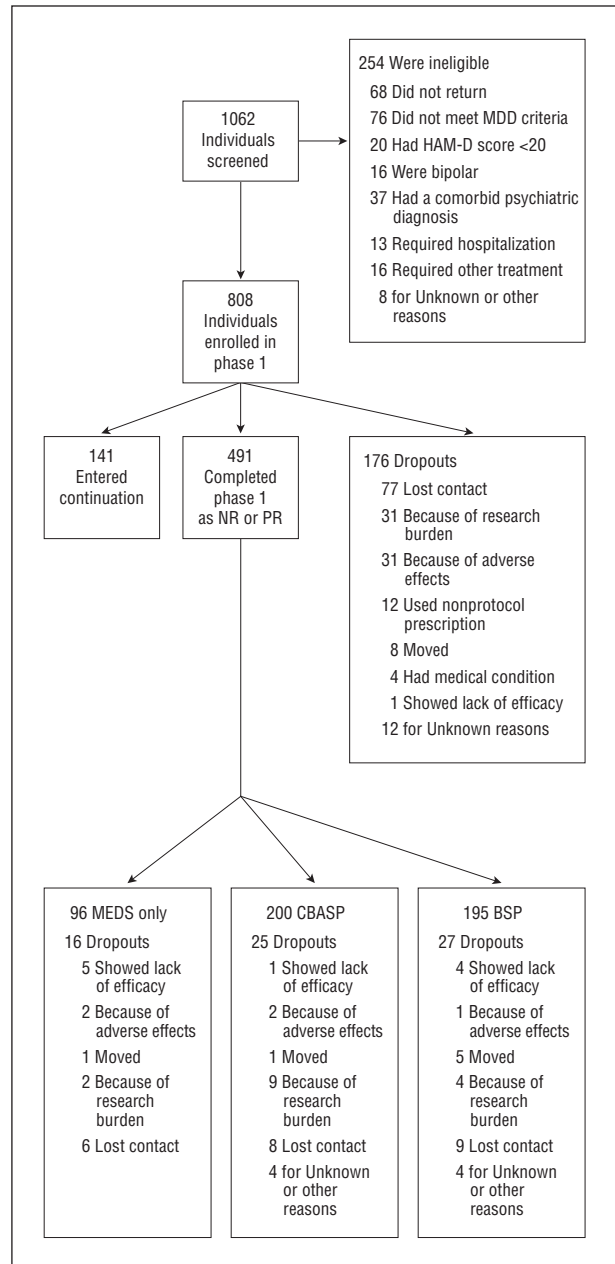 1062
Individuals
screened
254 Were ineligible
68 Did not return
76 Did not meet MDD criteria
20 Had HAM-D score <20
16 Were bipolar
37 Had a comorbid psychiatric
diagnosis
13 Required hospitalization
16 Required other treatment
8 for Unknown or other
reasons
808
Individuals
enrolled in
phase 1
141
Entered
continuation
491
Completed
phase 1
as NR or PR
176 Dropouts
77 Lost contact
31 Because of research
burden
31 Because of adverse
effects
12 Used nonprotocol
prescription
8 Moved
4 Had medical condition
1 Showed lack of efficacy
12 for Unknown reasons
96 MEDS only
16 Dropouts
5 Showed lack
of efficacy
2 Because of
adverse effects
1 Moved
2 Because of
research
burden
6 Lost contact
200 CBASP
25 Dropouts
1 Showed lack
of efficacy
2 Because of
adverse effects
1 Moved
9 Because of
research
burden
8 Lost contact
4 for Unknown
or other
reasons
195 BSP
27 Dropouts
4 Showed lack
of efficacy
1 Because of
adverse effects
5 Moved
4 Because of
research
burden
9 Lost contact
4 for Unknown
or other
reasons